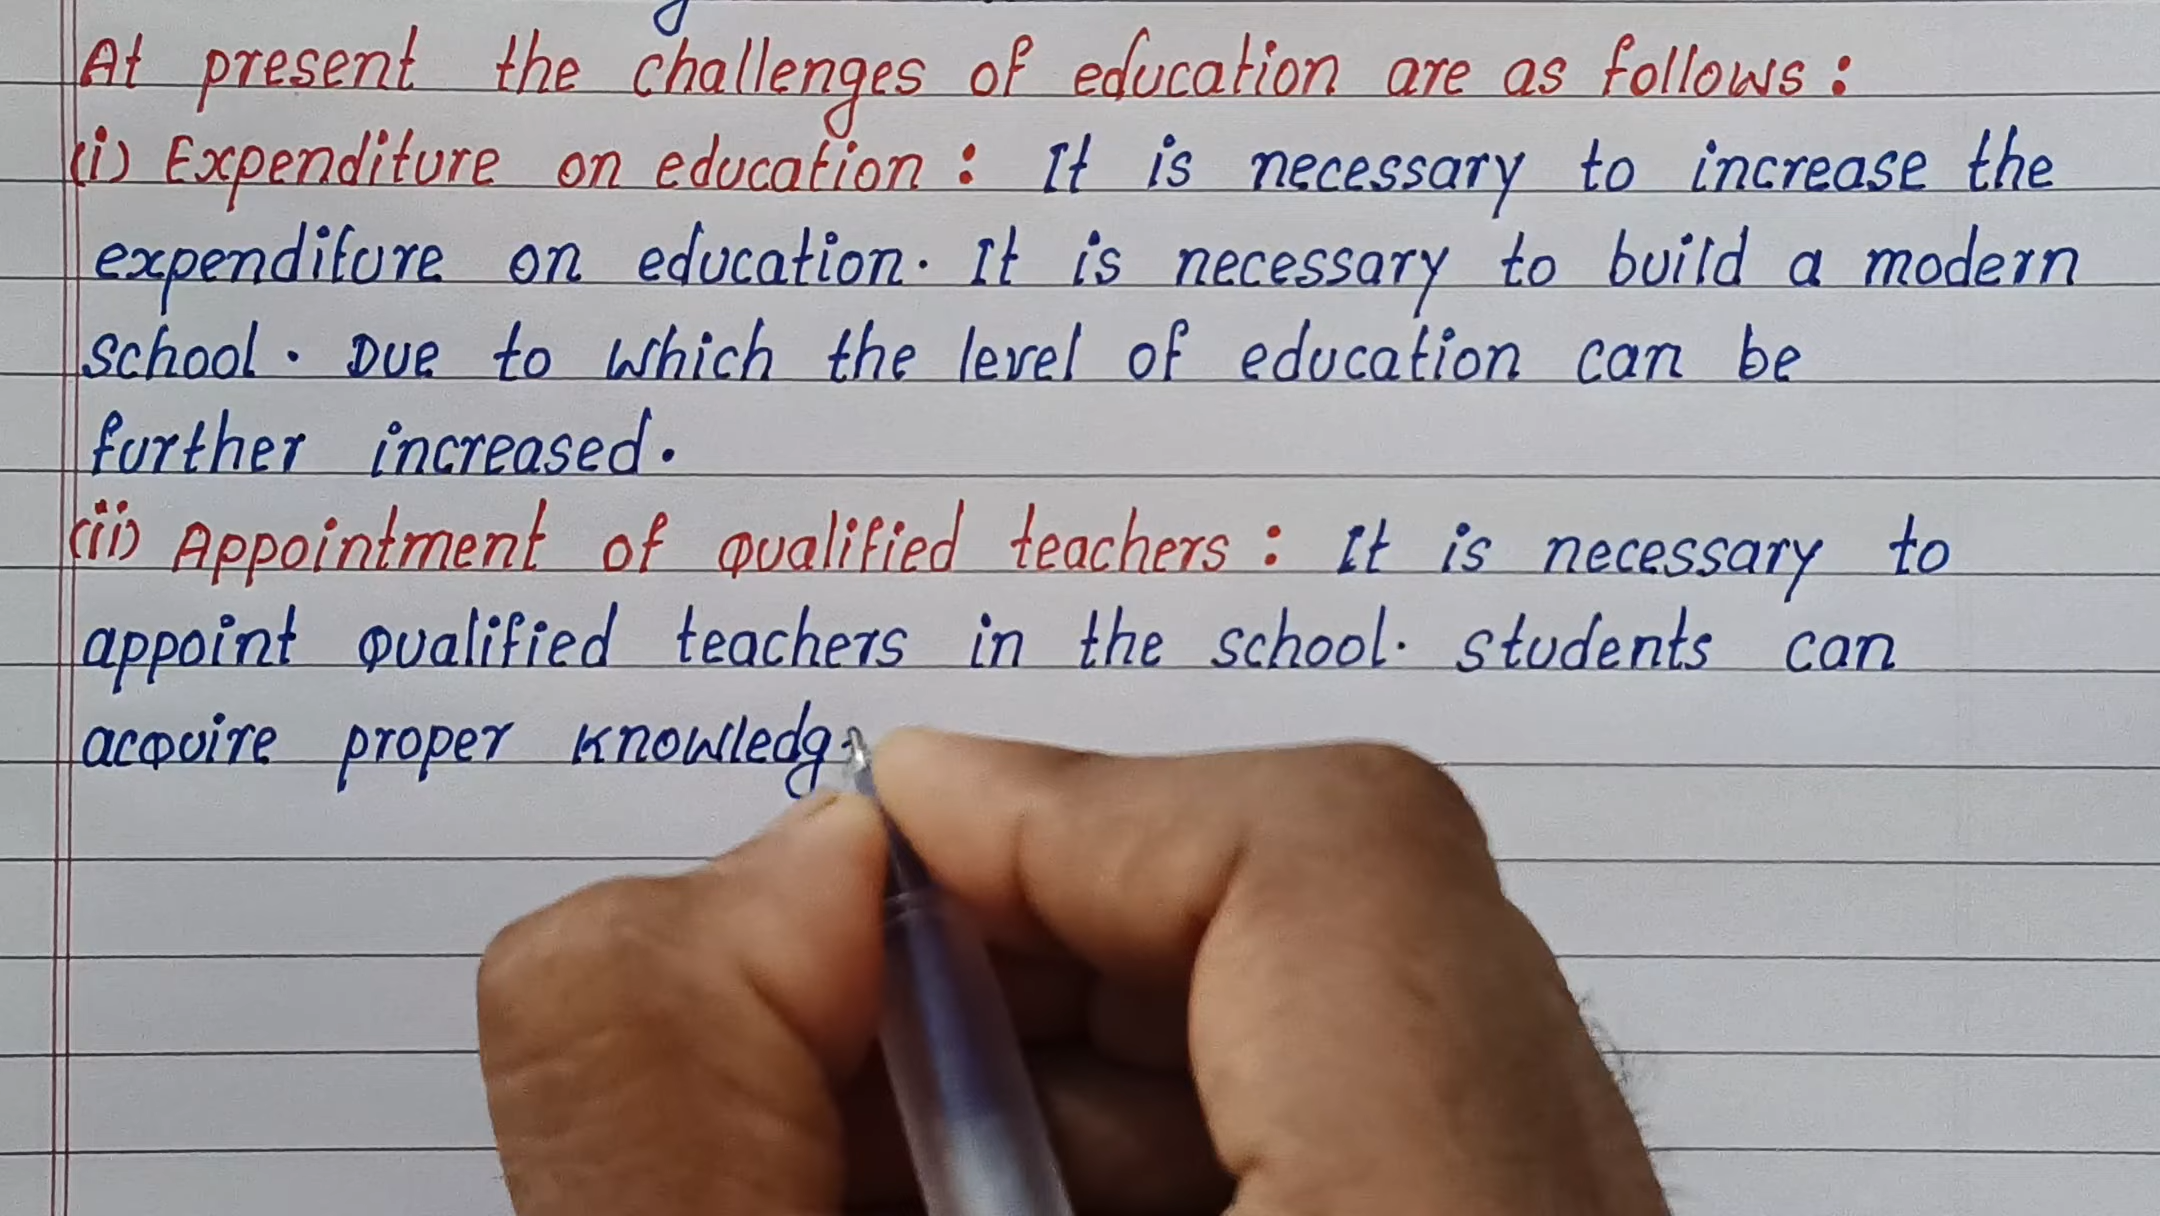 At present the challenges of education are as follows:
(i) Expenditure on education: It is necessary to increase the
expenditure on education. It is necessary to build a modern
school. Due to which the level of education can be
further increased.
(ii) Appointment of qualified teachers: It is necessary to
appoint qualified teachers in the school. students can
acquire proper knowledg